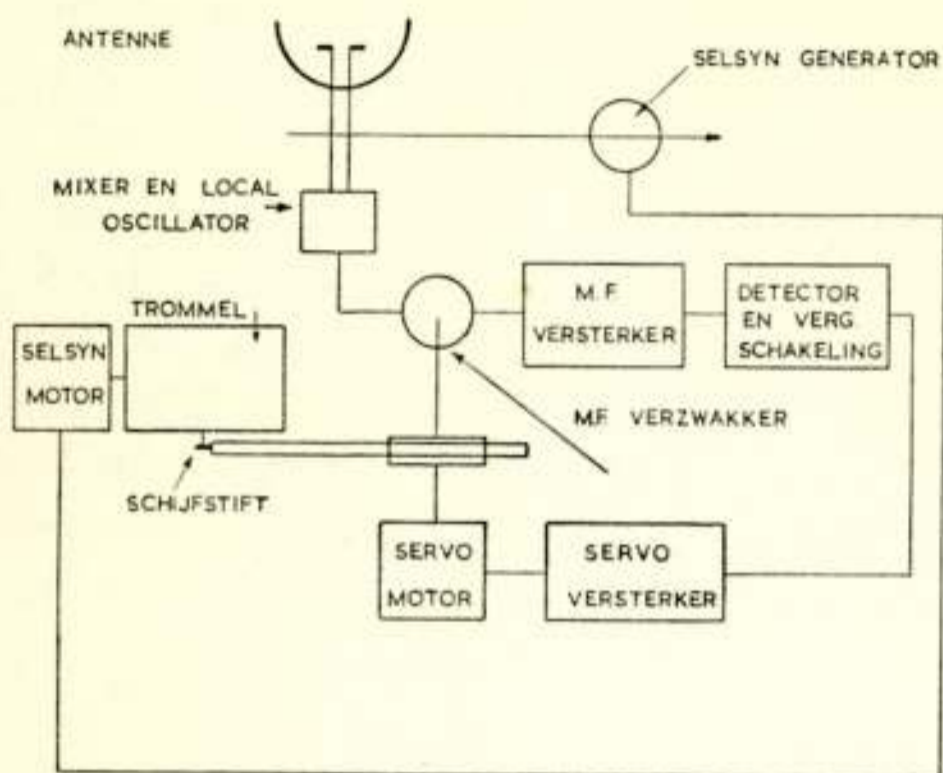 ANTENNE
SELSYN GENERATOR
MIXER EN LOCAL
OSCILLATOR
TROMMEL
SELSYN
MOTOR
M.F.
VERSTERKER
DETECTOR
EN VERG.
SCHAKELING
M.F. VERZWAKKER
SCHIJFSTIFT
SERVO
MOTOR
SERVO
VERSTERKER